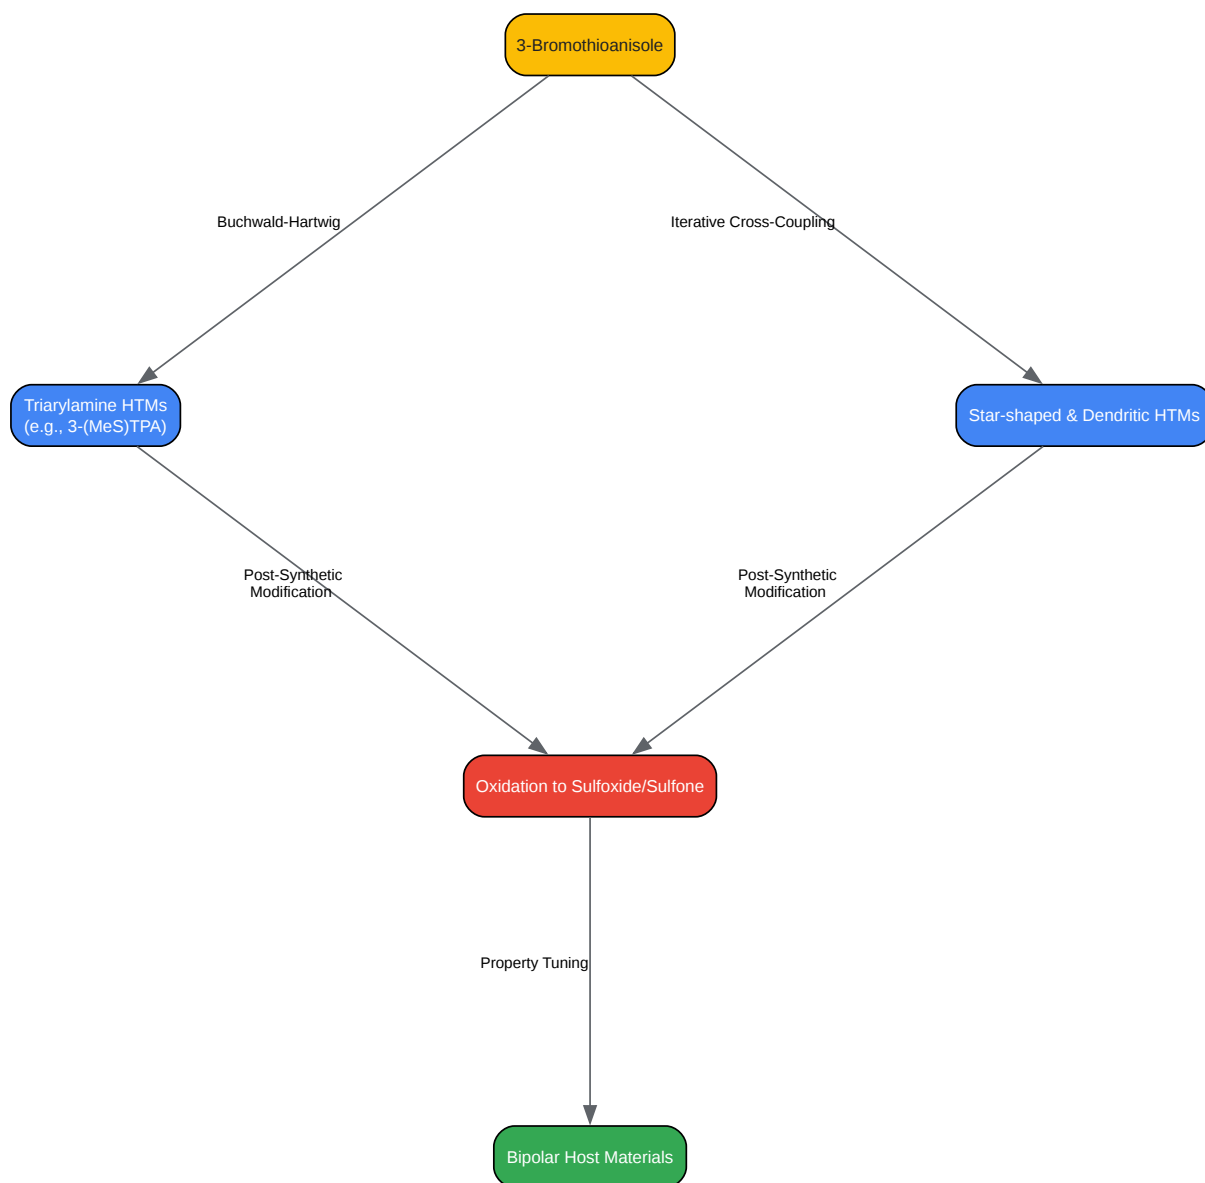 3-Bromothioanisole
Buchwald-Hartwig
Iterative Cross-Coupling
Triarylamine HTMs
(e.g., 3-(MeS)TPA)
Star-shaped & Dendritic HTMs
Post-Synthetic
Modification
Post-Synthetic
Modification
Oxidation to Sulfoxide/Sulfone
Property Tuning
Bipolar Host Materials